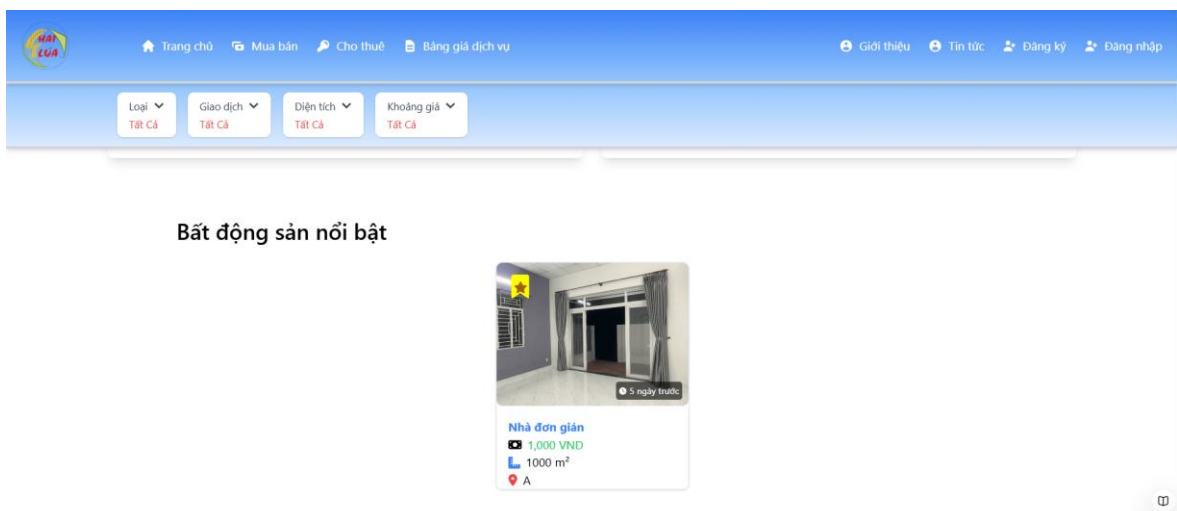 HAI
LÚA
Trang chủ Mua bán Cho thuê Bảng giá dịch vụ
Giới thiệu Tin tức Đăng ký Đăng nhập
Loại Giao dịch Diện tích Khoảng giá
Tất Cả Tất Cả Tất Cả Tất Cả
Bất động sản nổi bật
5 ngày trước
Nhà đơn giản
1,000 VND
1000 m²
A